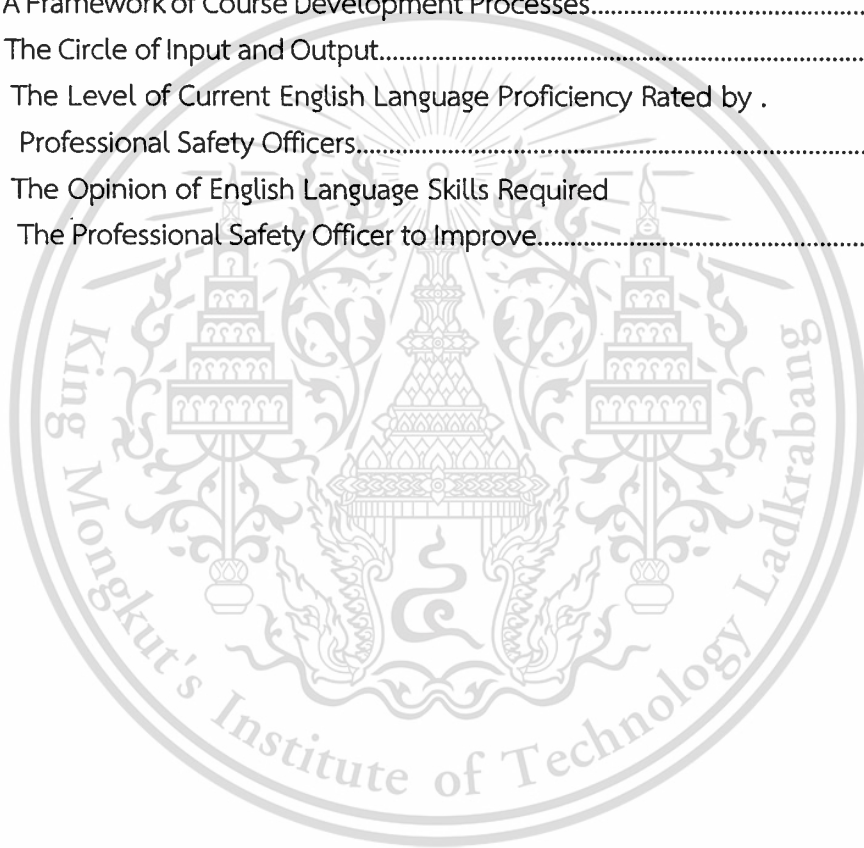 A Framework of Course Development Processes.....................................................
The Circle of Input and Output.....................................................................................
The Level of Current English Language Proficiency Rated by .
Professional Safety Officers.........................................................................................
The Opinion of English Language Skills Required
The Professional Safety Officer to Improve..........................................................
King Mongkut's Institute of Technology Ladkrabang